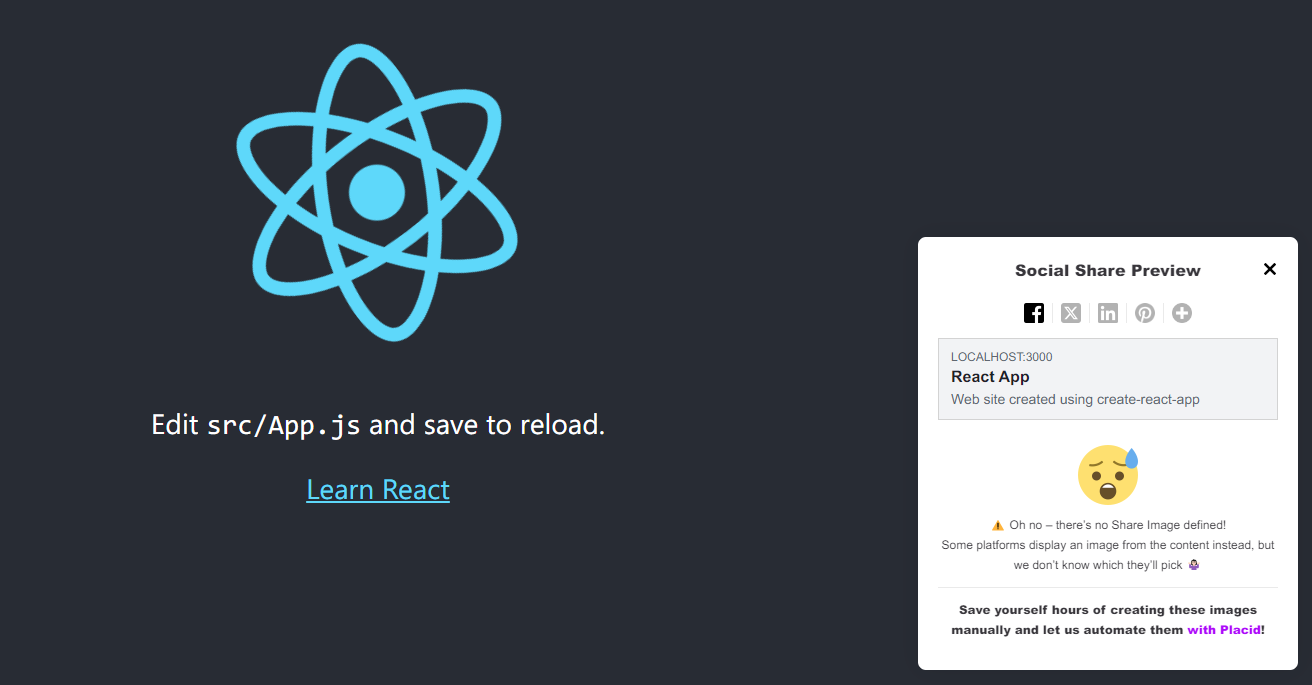 Edit src/App.js and save to reload.
Learn React
Social Share Preview
LOCALHOST:3000
React App
Web site created using create-react-app
⚠️ Oh no – there’s no Share Image defined!
Some platforms display an image from the content instead, but
we don’t know which they’ll pick 🤷🏻‍♀️
Save yourself hours of creating these images
manually and let us automate them with Placid!